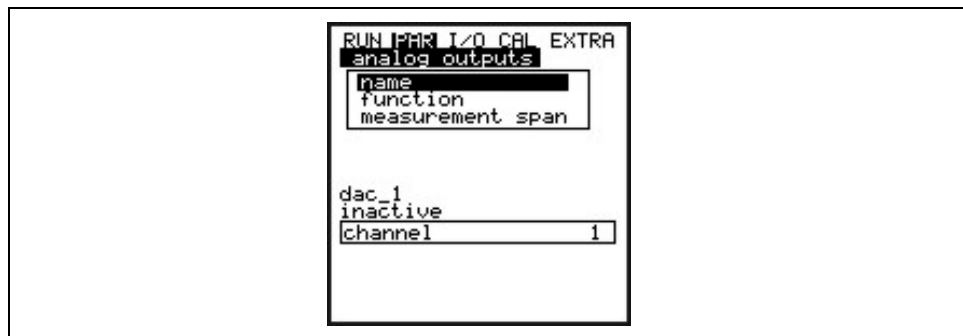 RUN PAR I/O CAL EXTRA
analog outputs
name
function
measurement span
dac_1
inactive
channel 1